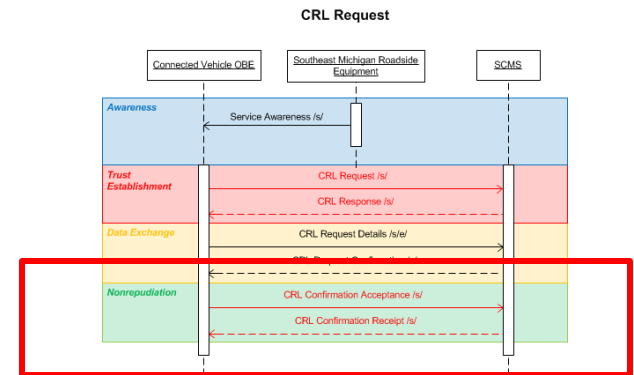 CRL Request
Connected Vehicle OBE
Southeast Michigan Roadside
Equipment
SCMS
Awareness
Service Awareness /s/
Trust
Establishment
CRL Request /s/
CRL Response /s/
Data Exchange
CRL Request Details /s/e/
Nonrepudiation
CRL Confirmation Acceptance /s/
CRL Confirmation Receipt /s/